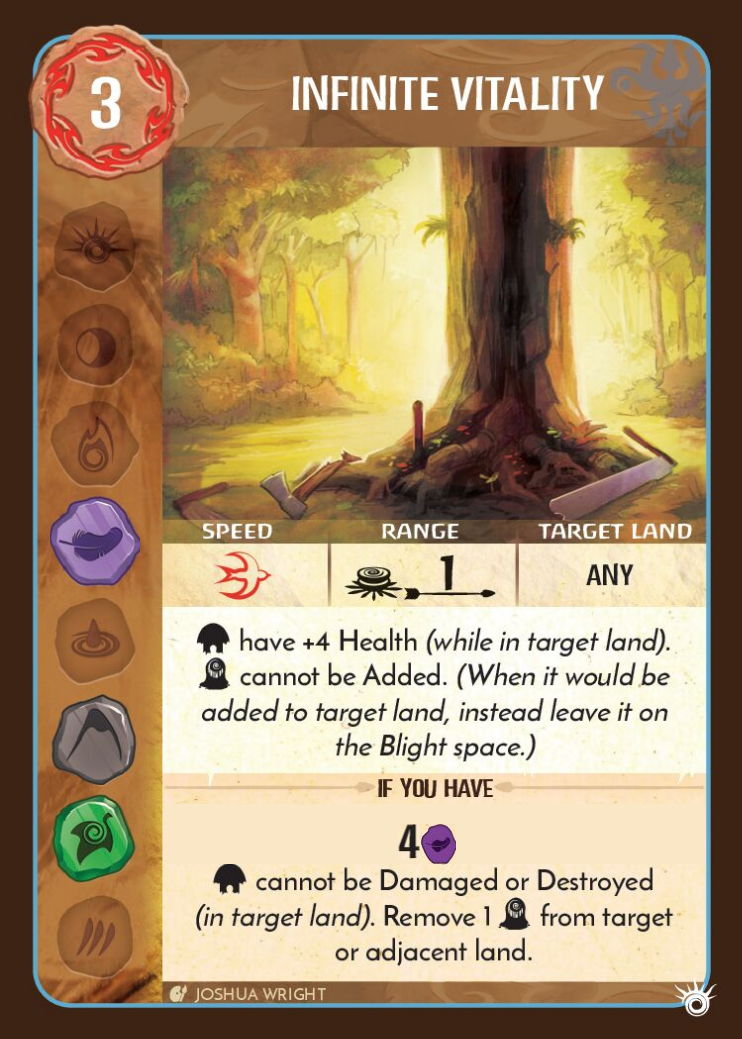 3
INFINITE VITALITY
SPEED RANGE TARGET LAND
1 ANY
have +4 Health (while in target land).
cannot be Added. (When it would be
added to target land, instead leave it on
the Blight space.)
IF YOU HAVE
4
cannot be Damaged or Destroyed
(in target land). Remove 1 from target
or adjacent land.
JOSHUA WRIGHT